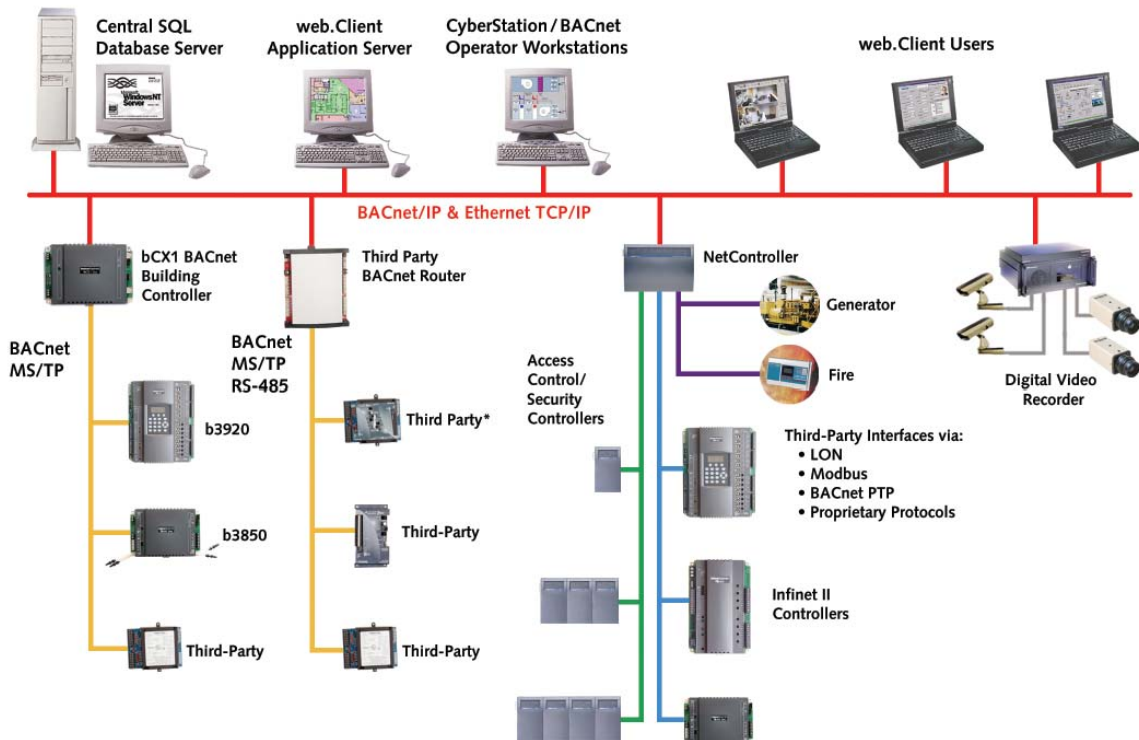 Central SQL
Database Server
web.Client
Application Server
CyberStation / BACnet
Operator Workstations
web.Client Users
Microsoft
WindowsNT
Server
BACnet/IP & Ethernet TCP/IP
bCX1 BACnet
Building
Controller
Third Party
BACnet Router
NetController
Generator
Fire
Digital Video
Recorder
BACnet
MS/TP
BACnet
MS/TP
RS-485
Access
Control/
Security
Controllers
b3920
Third Party*
Third-Party Interfaces via:
• LON
• Modbus
• BACnet PTP
• Proprietary Protocols
b3850
Third-Party
Infinet II
Controllers
Third-Party
Third-Party